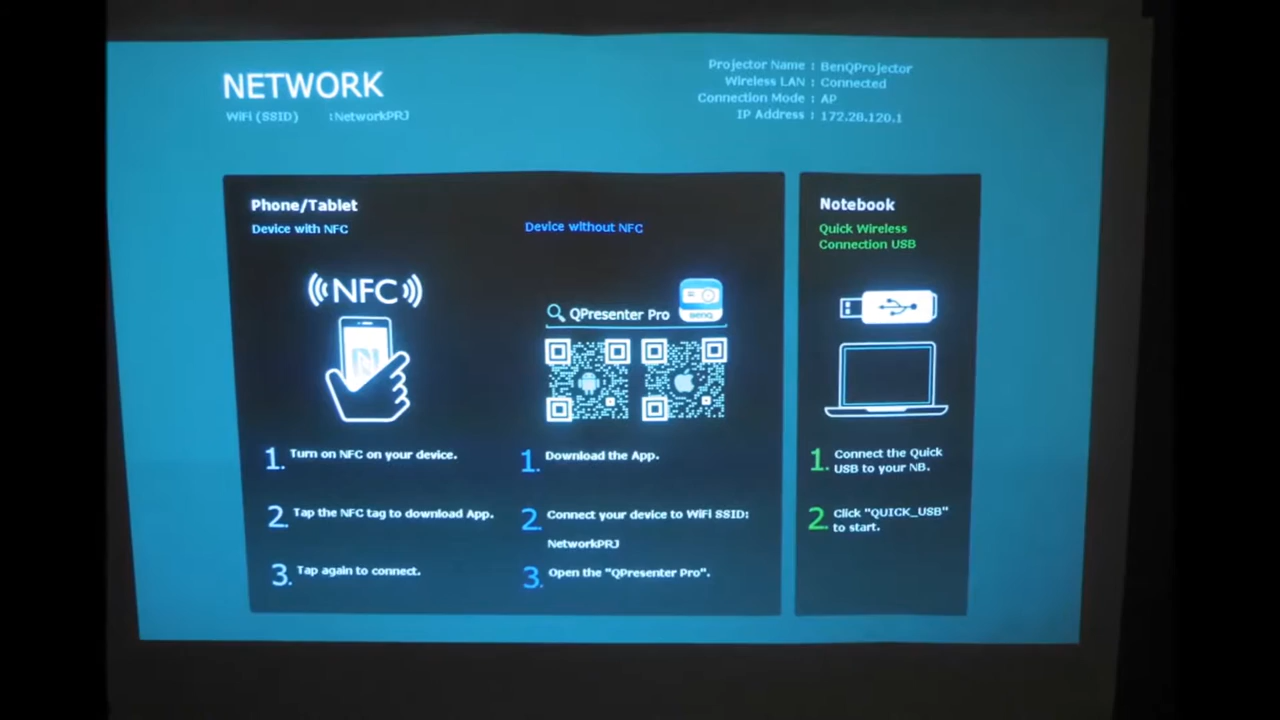 NETWORK
WiFi (SSID) :NetworkPRJ
Projector Name : BenQProjector
Wireless LAN : Connected
Connection Mode : AP
IP Address : 172.28.120.1
Phone/Tablet
Device with NFC
NFC
1. Turn on NFC on your device.
2. Tap the NFC tag to download App.
3. Tap again to connect.
Device without NFC
QPresenter Pro
BenQ
1. Download the App.
2. Connect your device to WiFi SSID:
NetworkPRJ
3. Open the "QPresenter Pro".
Notebook
Quick Wireless
Connection USB
1. Connect the Quick
USB to your NB.
2. Click "QUICK_USB"
to start.